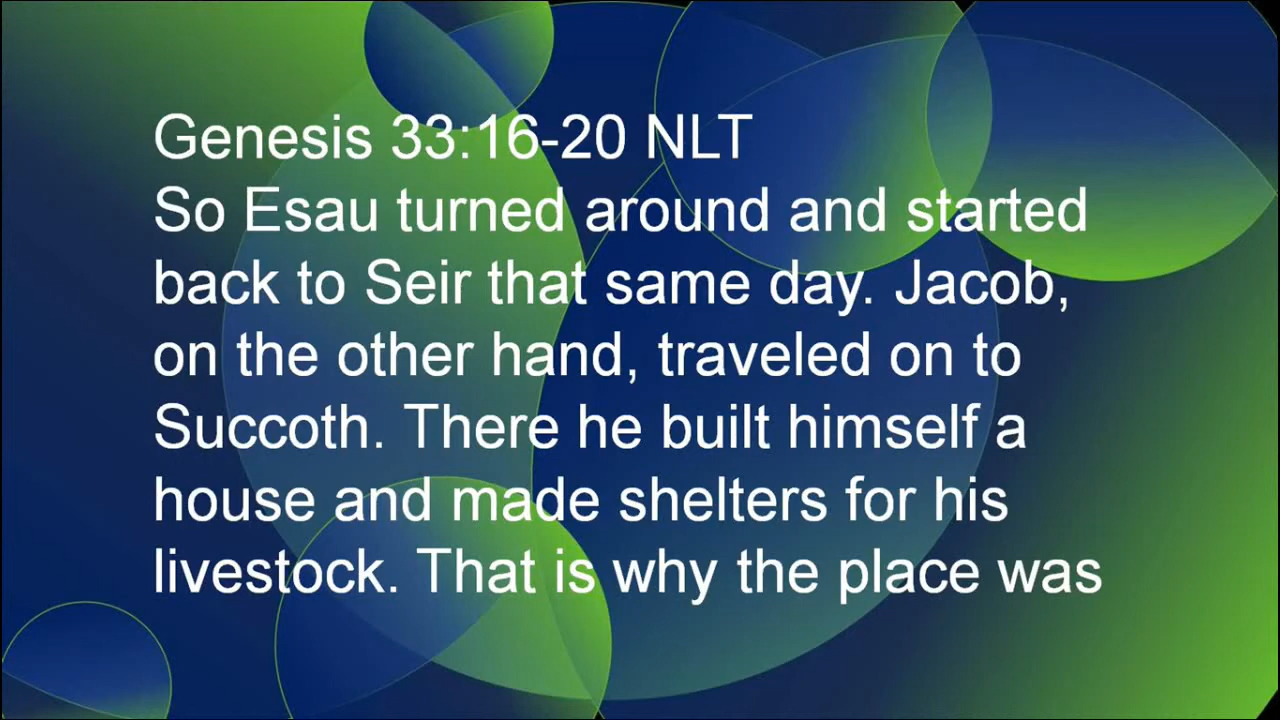 Genesis 33:16-20 NLT
So Esau turned around and started
back to Seir that same day. Jacob,
on the other hand, traveled on to
Succoth. There he built himself a
house and made shelters for his
livestock. That is why the place was